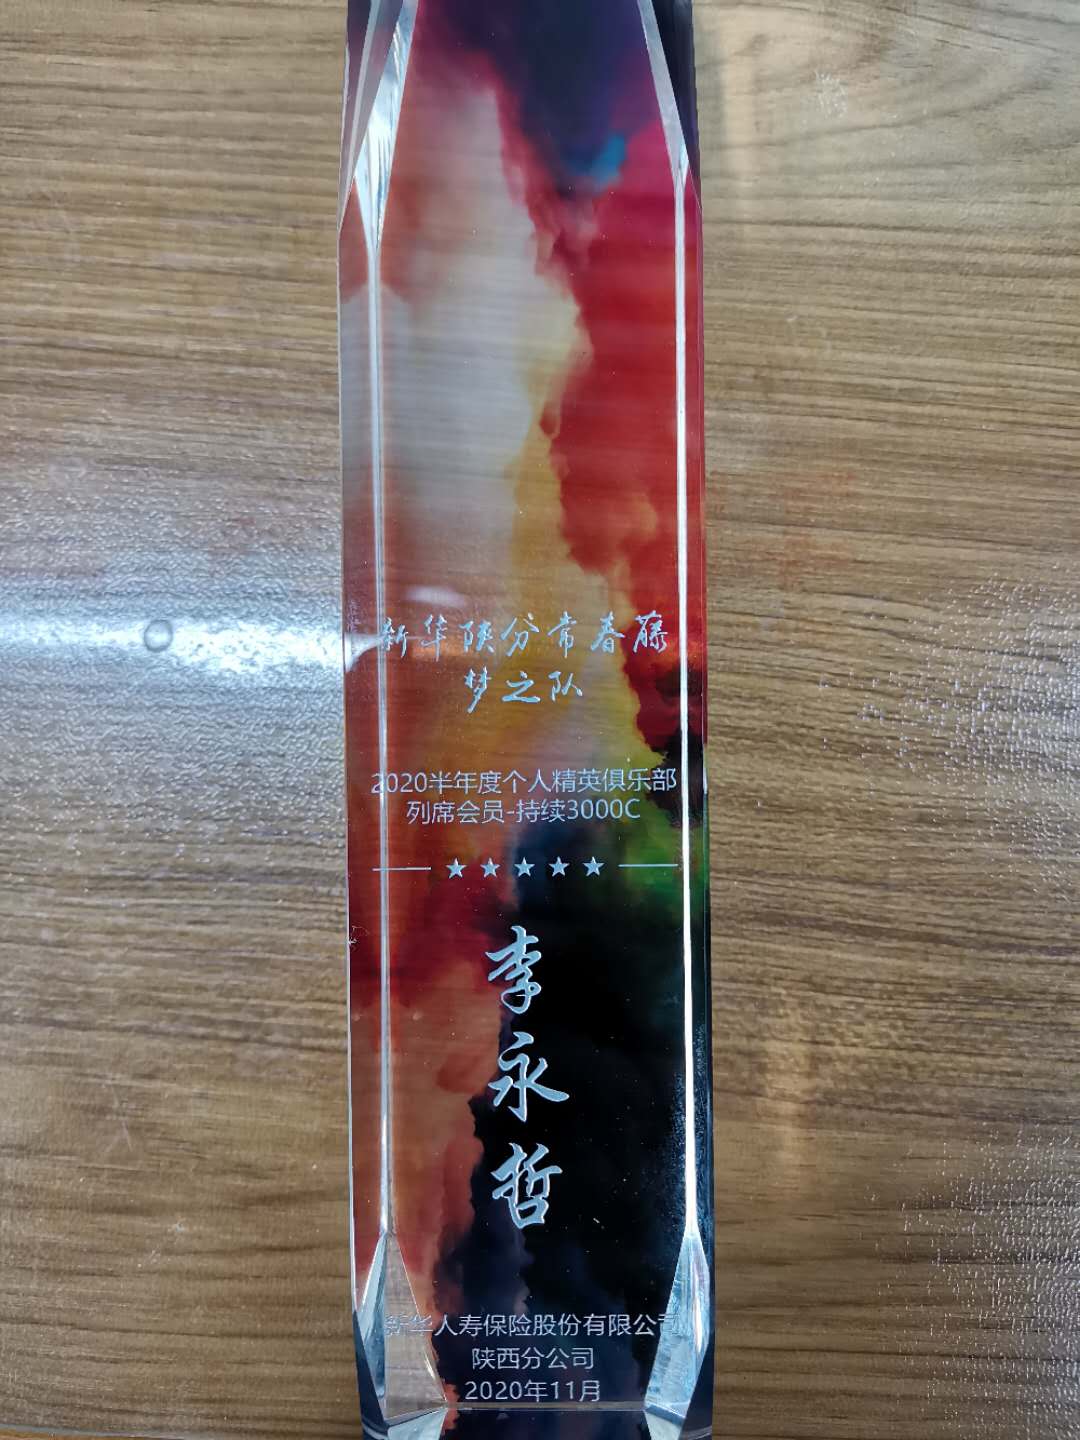 新华陕分常春藤
梦之队
2020半年度个人精英俱乐部
列席会员-持续3000C
李永哲
新华人寿保险股份有限公司
陕西分公司
2020年11月